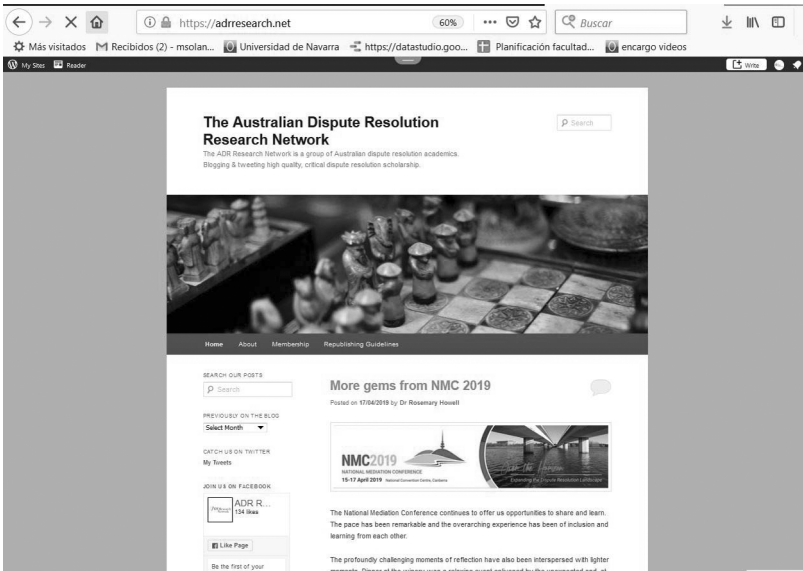 https://adrresearch.net
60%
Buscar
Más visitados
Recibidos (2) - msolan...
Universidad de Navarra
https://datastudio.goo...
Planificación facultad...
encargo videos
My Sites
Reader
Write
The Australian Dispute Resolution
Research Network
Search
The ADR Research Network is a group of Australian dispute resolution academics.
Blogging & tweeting high quality, critical dispute resolution scholarship.
Home
About
Membership
Republishing Guidelines
SEARCH OUR POSTS
Search
PREVIOUSLY ON THE BLOG
Select Month
CATCH US ON TWITTER
My Tweets
JOIN US ON FACEBOOK
ADR R...
134 likes
Like Page
Be the first of your
More gems from NMC 2019
Posted on 17/04/2019 by Dr Rosemary Howell
NMC2019
NATIONAL MEDIATION CONFERENCE
15-17 April 2019 National Convention Centre, Canberra
Expanding the Dispute Resolution Landscape
The National Mediation Conference continues to offer us opportunities to share and learn.
The pace has been remarkable and the overarching experience has been of inclusion and
learning from each other.
The profoundly challenging moments of reflection have also been interspersed with lighter